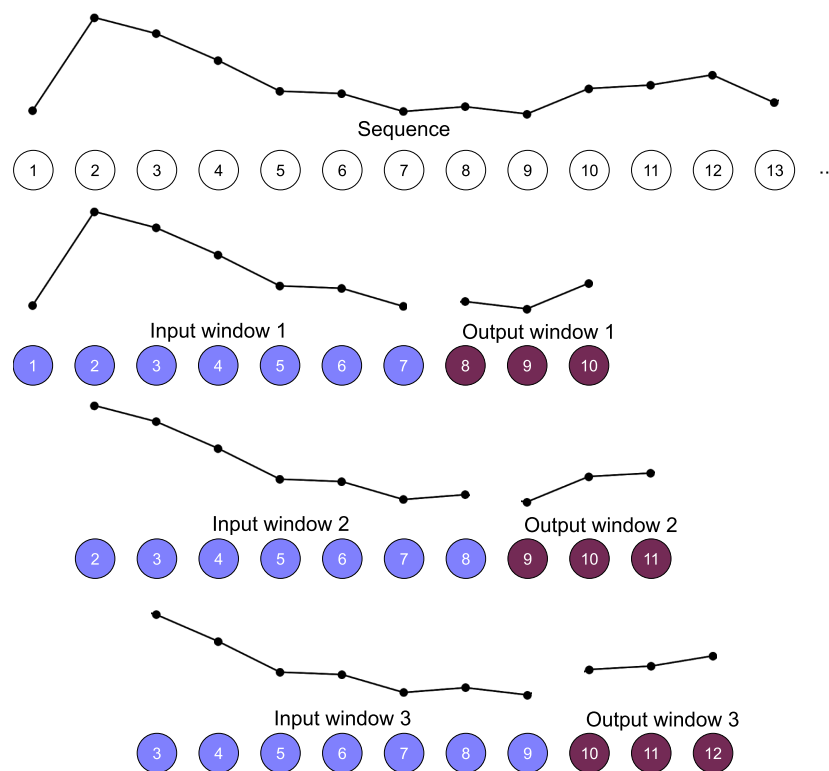 Sequence
1 2 3 4 5 6 7 8 9 10 11 12 13 ..
Input window 1 Output window 1
1 2 3 4 5 6 7 8 9 10
Input window 2 Output window 2
2 3 4 5 6 7 8 9 10 11
Input window 3 Output window 3
3 4 5 6 7 8 9 10 11 12